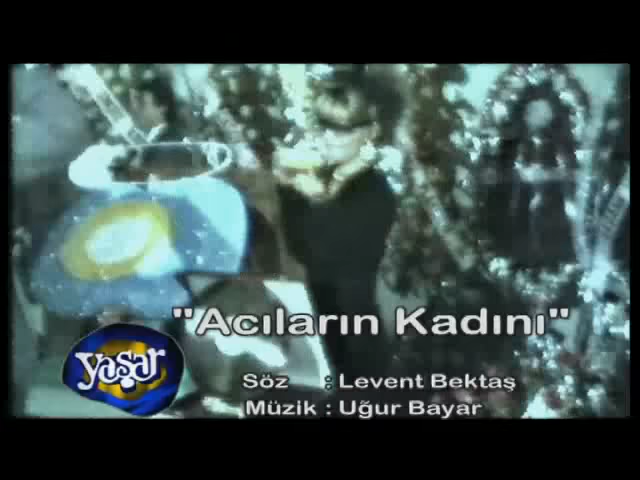 "Acıların Kadını"
yaşar
Söz : Levent Bektaş
Müzik : Uğur Bayar